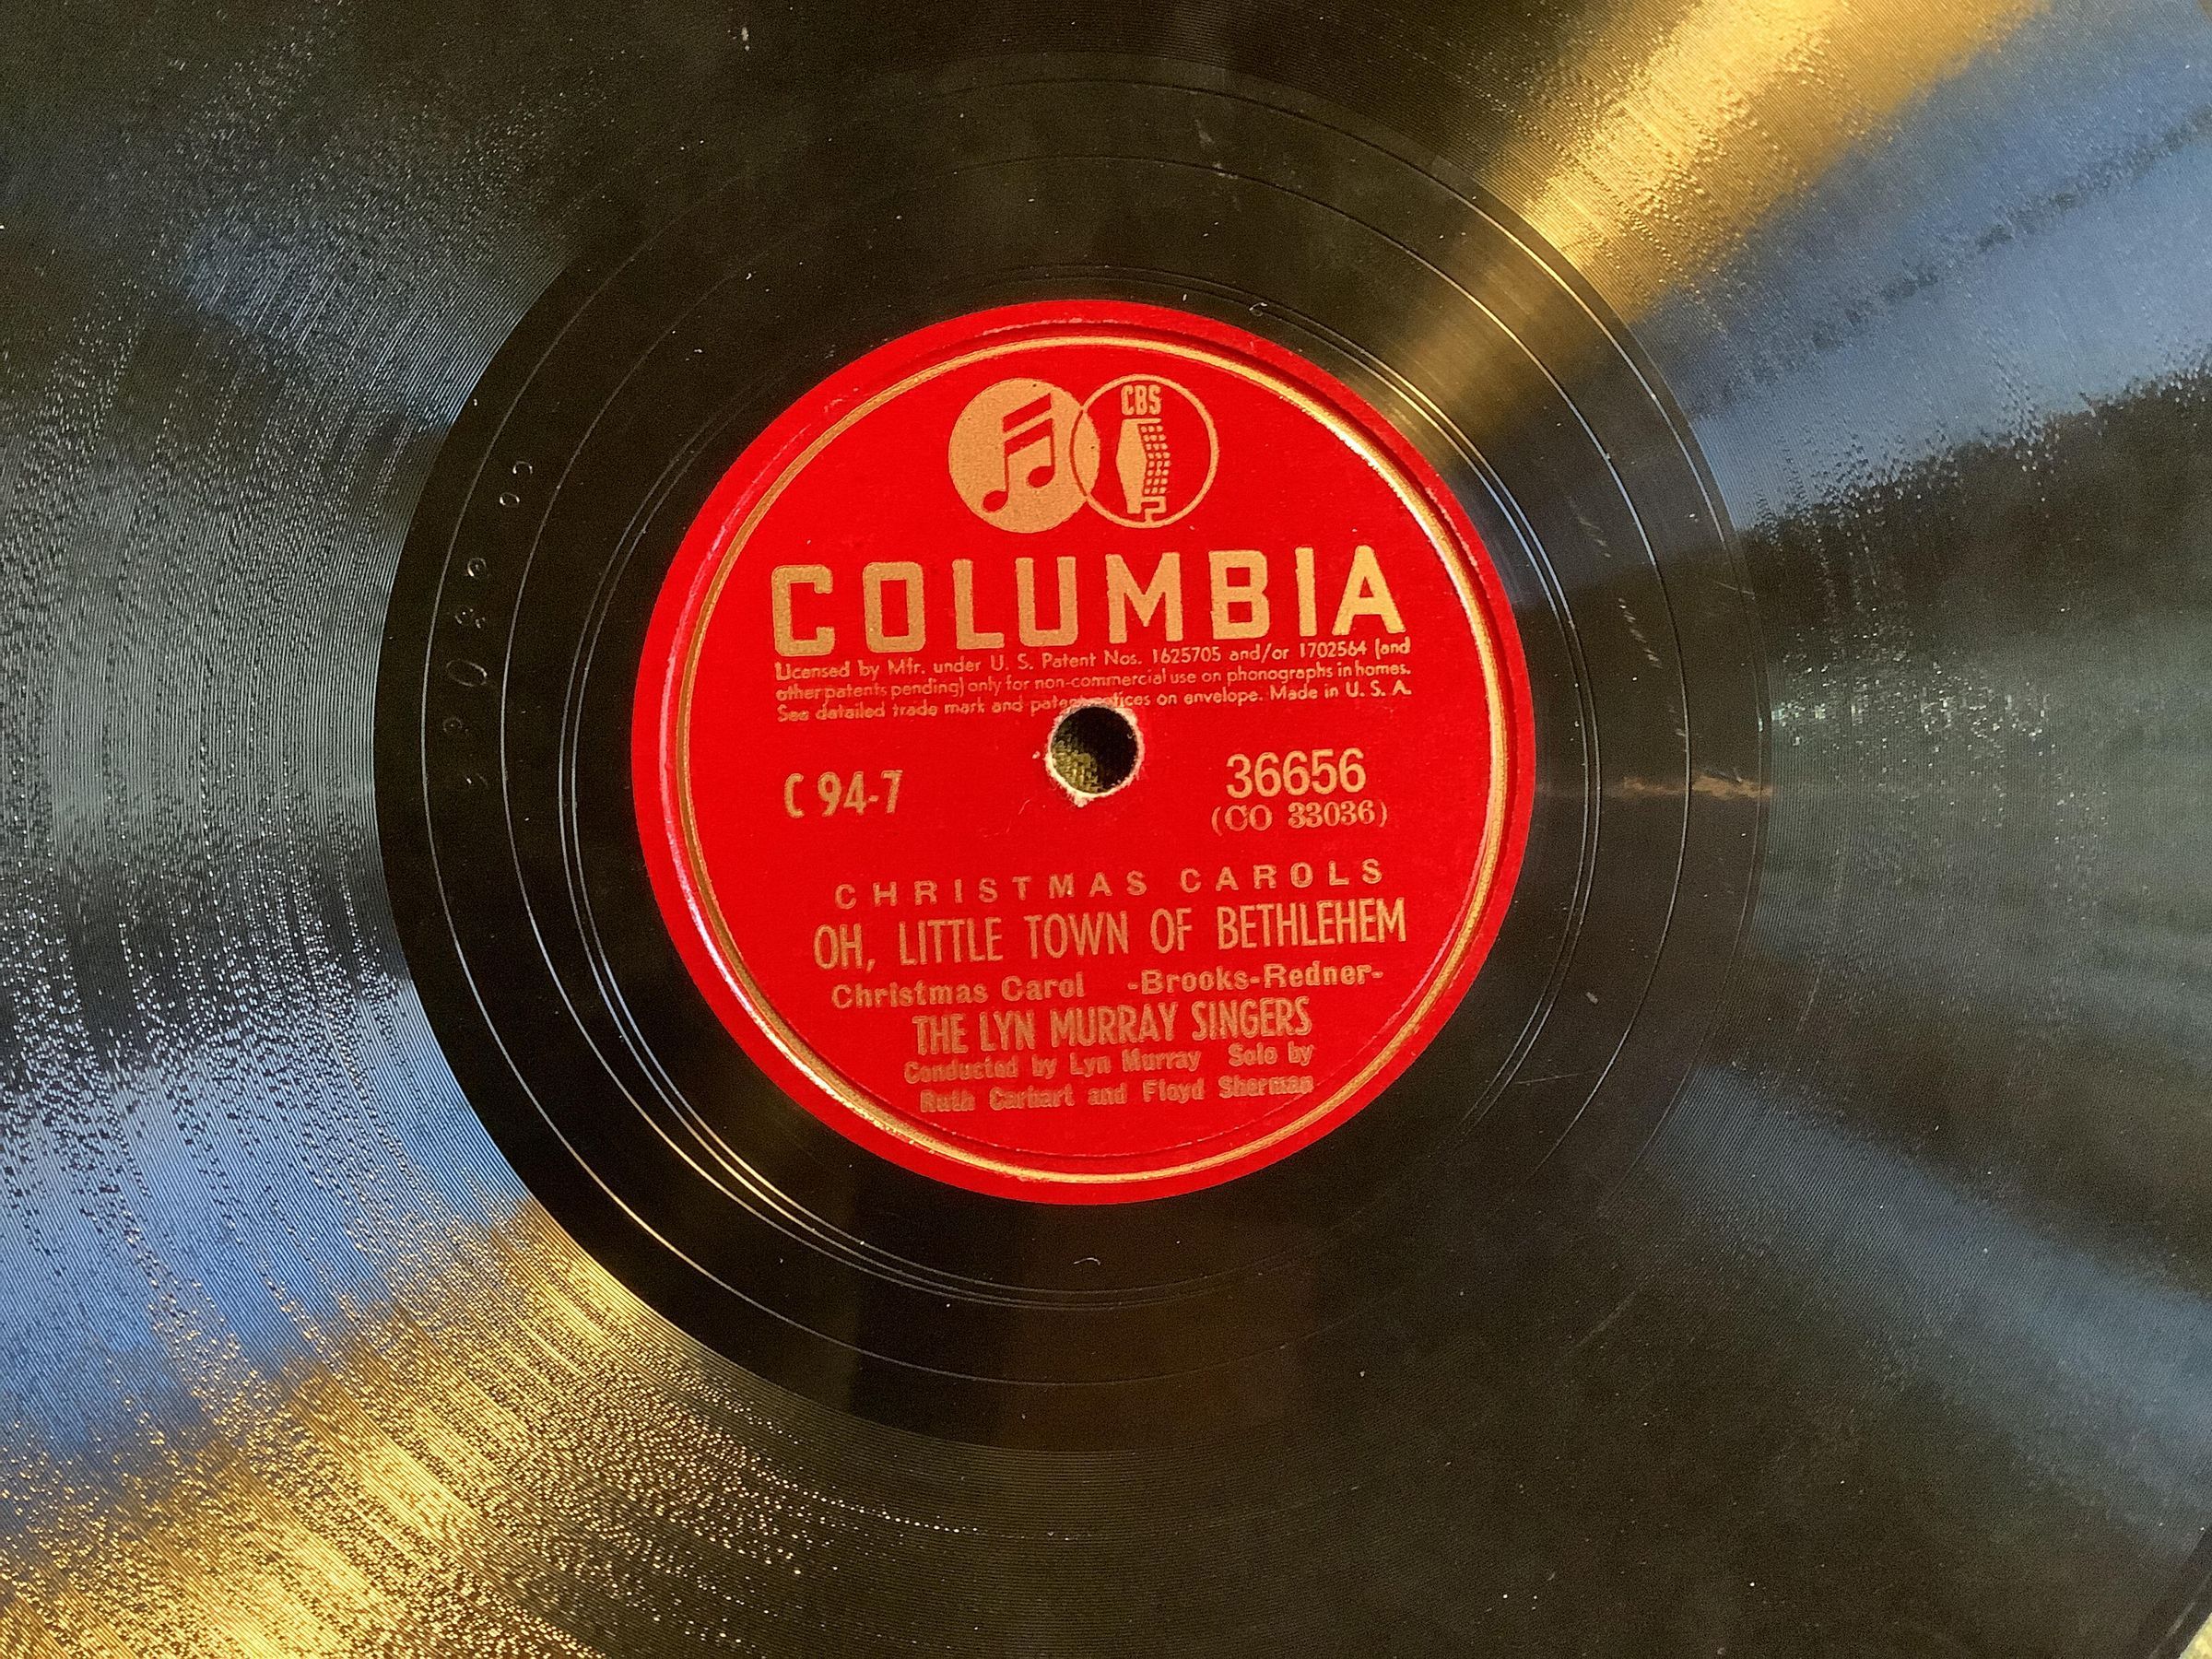 CBS
COLUMBIA
Licensed by Mfr. under U. S. Patent Nos. 1625705 and/or 1702564 (and
other patents pending) only for non-commercial use on phonographs in homes.
See detailed trade mark and notices on envelope. Made in U. S. A.
C 94-7
36656
(CO 33036)
CHRISTMAS CAROLS
OH, LITTLE TOWN OF BETHLEHEM
Christmas Carol -Brooks-Redner-
THE LYN MURRAY SINGERS
Conducted by Lyn Murray Solo by
Ruth Carhart and Floyd Sherman